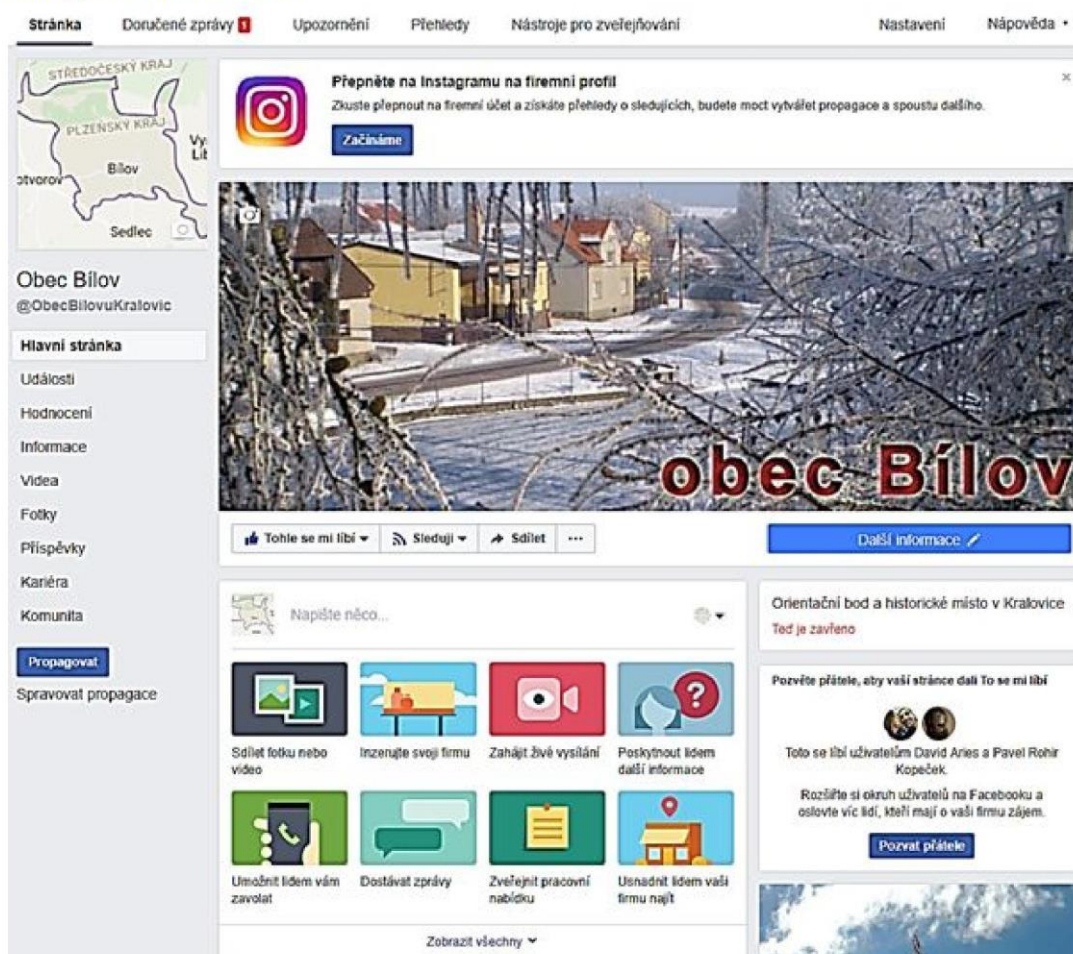 Stránka Doručené zprávy 1 Upozornění Přehledy Nástroje pro zveřejňování Nastavení Nápověda
STŘEDOČESKÝ KRAJ
PLZEŇSKÝ KRAJ
Bílov
otvorov
Sedlec
Přepněte na Instagramu na firemní profil
Zkuste přepnout na firemní účet a získáte přehledy o sledujících, budete moct vytvářet propagace a spoustu dalšího.
Začínáme
Obec Bílov
@ObecBilovuKralovic
Hlavní stránka
Události
Hodnocení
Informace
Videa
Fotky
Příspěvky
Kariéra
Komunita
Propagovat
Spravovat propagace
obec Bílov
Tohle se mi líbí Sleduji Sdílet ... Další informace
Napište něco...
Sdílet fotku nebo
video
Inzerujte svoji firmu
Zahájit živé vysílání
Poskytnout lidem
další informace
Umožnit lidem vám
zavolat
Dostávat zprávy
Zveřejnit pracovní
nabídku
Usnadnit lidem vaši
firmu najít
Zobrazit všechny
Orientační bod a historické místo v Kralovice
Teď je zavřeno
Pozvěte přátele, aby vaší stránce dali To se mi líbí
Toto se líbí uživatelům David Aries a Pavel Rohir
Kopeček.
Rozšiřte si okruh uživatelů na Facebooku a
oslovte víc lidí, kteří mají o vaši firmu zájem.
Pozvat přátele